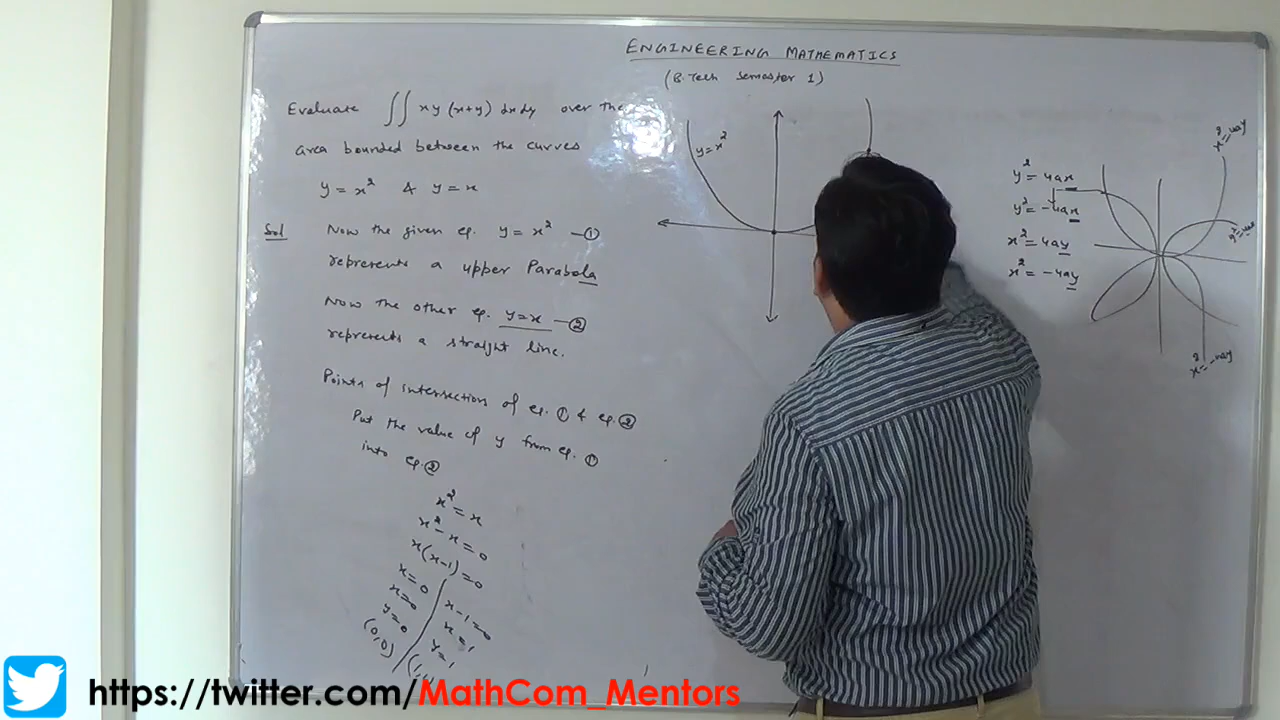 ENGINEERING MATHEMATICS
(B.Tech Semester 1)
Evaluate ∬ xy (x+y) dxdy over the
area bounded between the curves
y = x² & y = x
Sol Now the given eq. y = x² —①
represents a upper Parabola
Now the other eq. y=x —②
represents a straight line.
Points of intersections of eq. ① & eq. ②
Put the value of y from eq. ①
into eq. ②
x² = x
x² - x = 0
x(x-1) = 0
x=0
x=0
y=0
(0,0)
x-1=0
x=1
y=1
(1,
y=x²
y² = 4ax
y² = -4ax
x² = 4ay
x² = -4ay
x²=4ay
y²=4ax
x²=-4ay
https://twitter.com/MathCom_Mentors